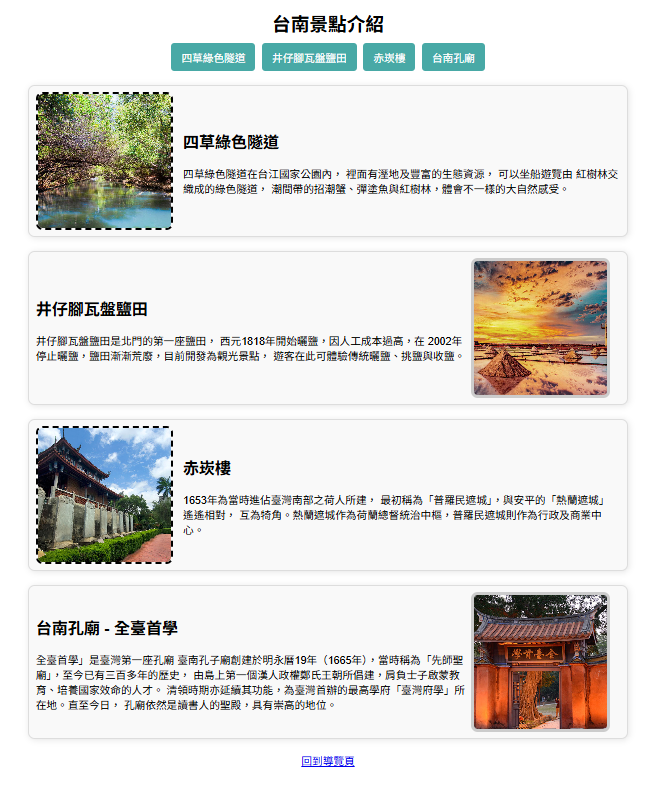 台南景點介紹
四草綠色隧道 井仔腳瓦盤鹽田 赤崁樓 台南孔廟
四草綠色隧道
四草綠色隧道在台江國家公園內， 裡面有溼地及豐富的生態資源， 可以坐船遊覽由 紅樹林交
織成的綠色隧道， 潮間帶的招潮蟹、彈塗魚與紅樹林，體會不一樣的大自然感受。
井仔腳瓦盤鹽田
井仔腳瓦盤鹽田是北門的第一座鹽田， 西元1818年開始曬鹽，因人工成本過高，在 2002年
停止曬鹽，鹽田漸漸荒廢，目前開發為觀光景點， 遊客在此可體驗傳統曬鹽、挑鹽與收鹽。
赤崁樓
1653年為當時進佔臺灣南部之荷人所建， 最初稱為「普羅民遮城」，與安平的「熱蘭遮城」
遙遙相對， 互為犄角。熱蘭遮城作為荷蘭總督統治中樞，普羅民遮城則作為行政及商業中
心。
台南孔廟 - 全臺首學
全臺首學」是臺灣第一座孔廟 臺南孔子廟創建於明永曆19年（1665年），當時稱為「先師聖
廟」，至今已有三百多年的歷史， 由島上第一個漢人政權鄭氏王朝所倡建，肩負士子啟蒙教
育、培養國家效命的人才。 清領時期亦延續其功能，為臺灣首辦的最高學府「臺灣府學」所
在地。直至今日， 孔廟依然是讀書人的聖殿，具有崇高的地位。
學首臺全
回到導覽頁